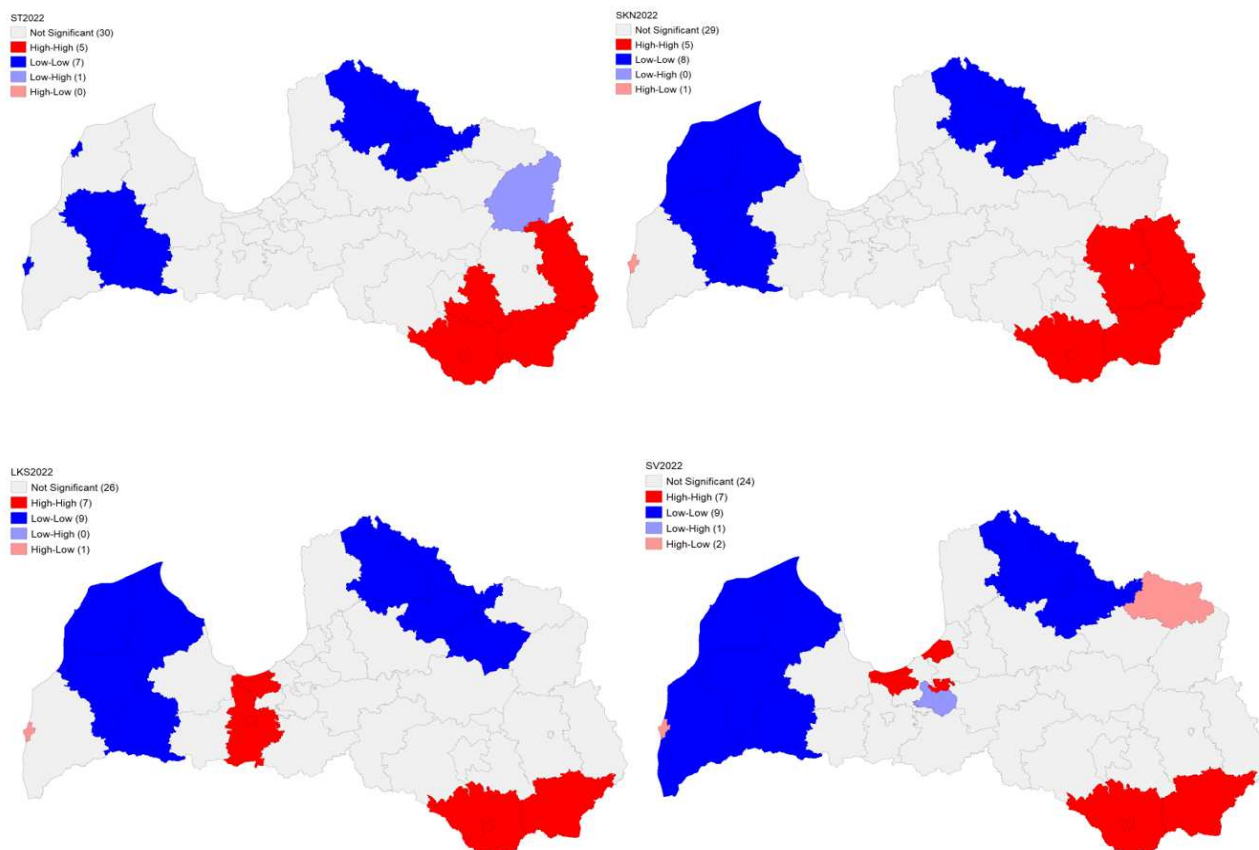 ST2022
Not Significant (30)
High-High (5)
Low-Low (7)
Low-High (1)
High-Low (0)
SKN2022
Not Significant (29)
High-High (5)
Low-Low (8)
Low-High (0)
High-Low (1)
LKS2022
Not Significant (26)
High-High (7)
Low-Low (9)
Low-High (0)
High-Low (1)
SV2022
Not Significant (24)
High-High (7)
Low-Low (9)
Low-High (1)
High-Low (2)